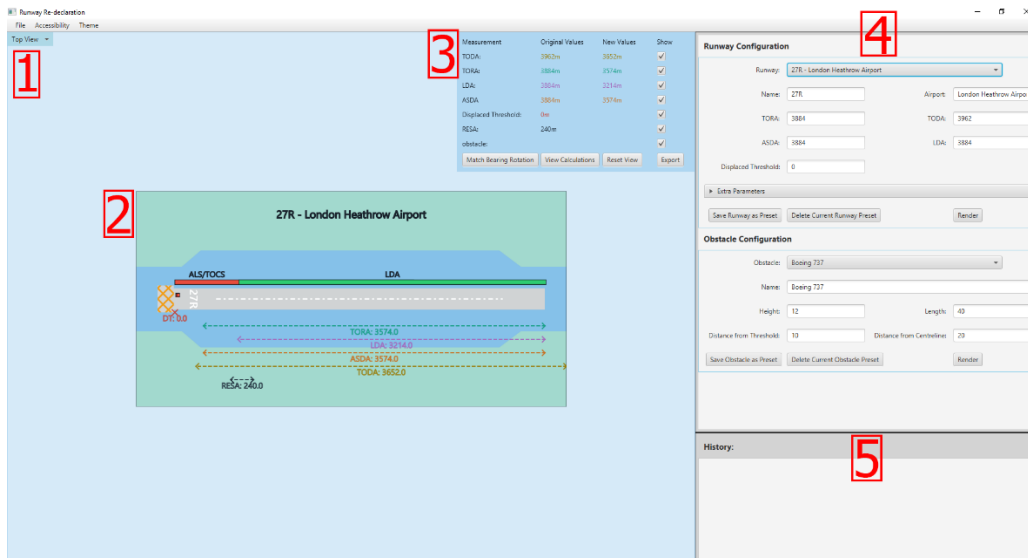 Runway Re-declaration
File Accessibility Theme
Top View
1
3
Measurement Original Values New Values Show
TODA: 3962m 3652m
TORA: 3884m 3574m
LDA: 3884m 3214m
ASDA 3884m 3574m
Displaced Threshold: 0m
RESA: 240m
obstacle:
Match Bearing Rotation View Calculations Reset View Export
2
27R - London Heathrow Airport
ALS/TOCS LDA
27R
DT: 0.0
TORA: 3574.0
LDA: 3214.0
ASDA: 3574.0
TODA: 3652.0
RESA: 240.0
4
Runway Configuration
Runway: 27R - London Heathrow Airport
Name: 27R Airport: London Heathrow Airpo
TORA: 3884 TODA: 3962
ASDA: 3884 LDA: 3884
Displaced Threshold: 0
Extra Parameters
Save Runway as Preset Delete Current Runway Preset Render
Obstacle Configuration
Obstacle: Boeing 737
Name: Boeing 737
Height: 12 Length: 40
Distance from Threshold: 10 Distance from Centreline: 20
Save Obstacle as Preset Delete Current Obstacle Preset Render
History:
5